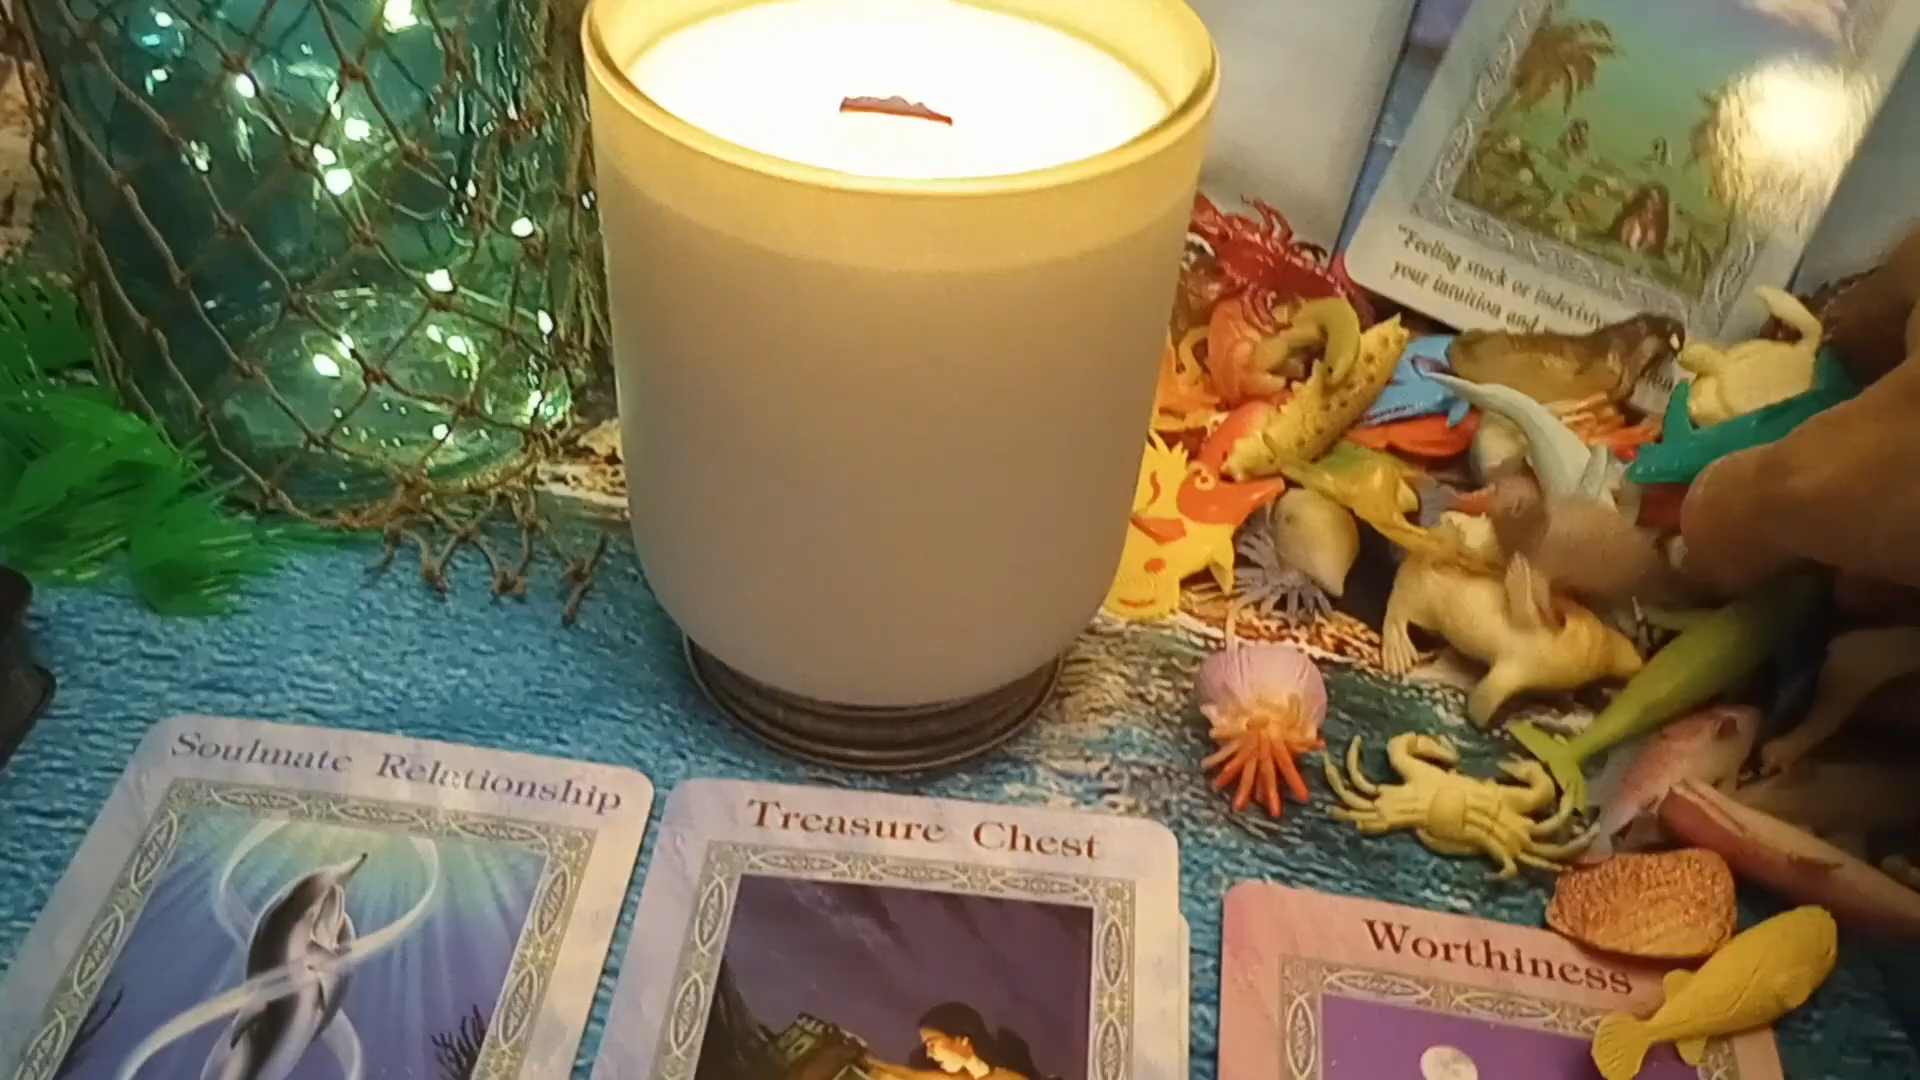 "Feeling stuck or indecisive
your intuition and
Soulmate Relationship
Treasure Chest
Worthiness